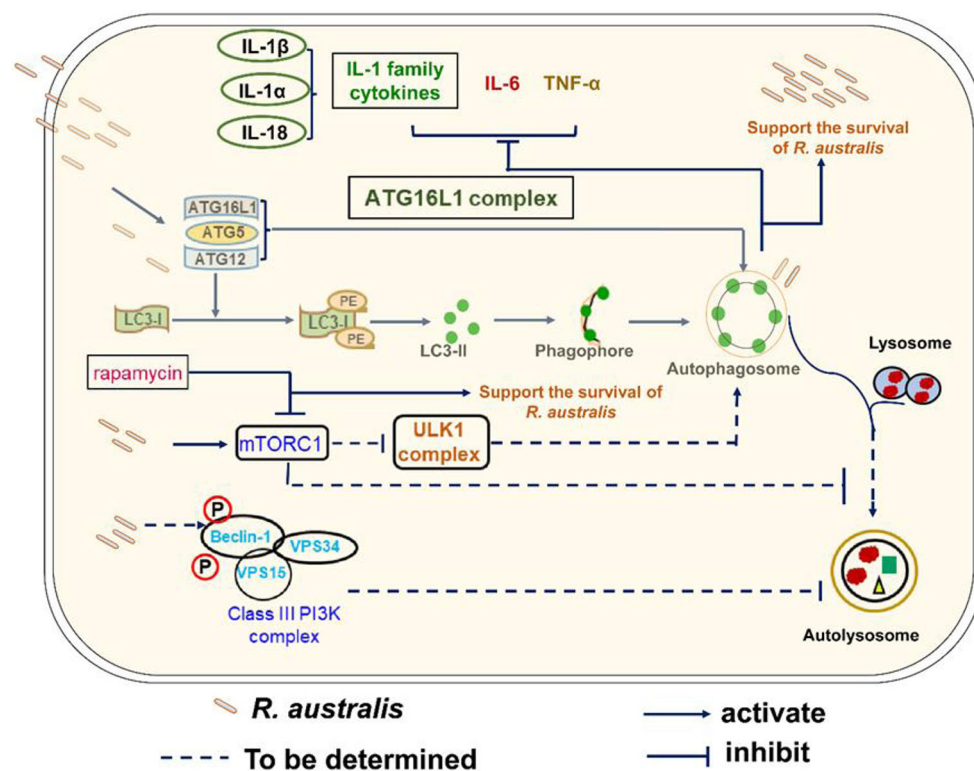 IL-1β
IL-1α
IL-18
IL-1 family
cytokines
IL-6
TNF-α
Support the survival
of R. australis
ATG16L1 complex
ATG16L1
ATG5
ATG12
LC3-I
LC3-I
PE
PE
LC3-II
Phagophore
Autophagosome
Lysosome
rapamycin
Support the survival of
R. australis
mTORC1
ULK1
complex
P
Beclin-1
VPS34
P
VPS15
Class III PI3K
complex
Autolysosome
R. australis
activate
To be determined
inhibit